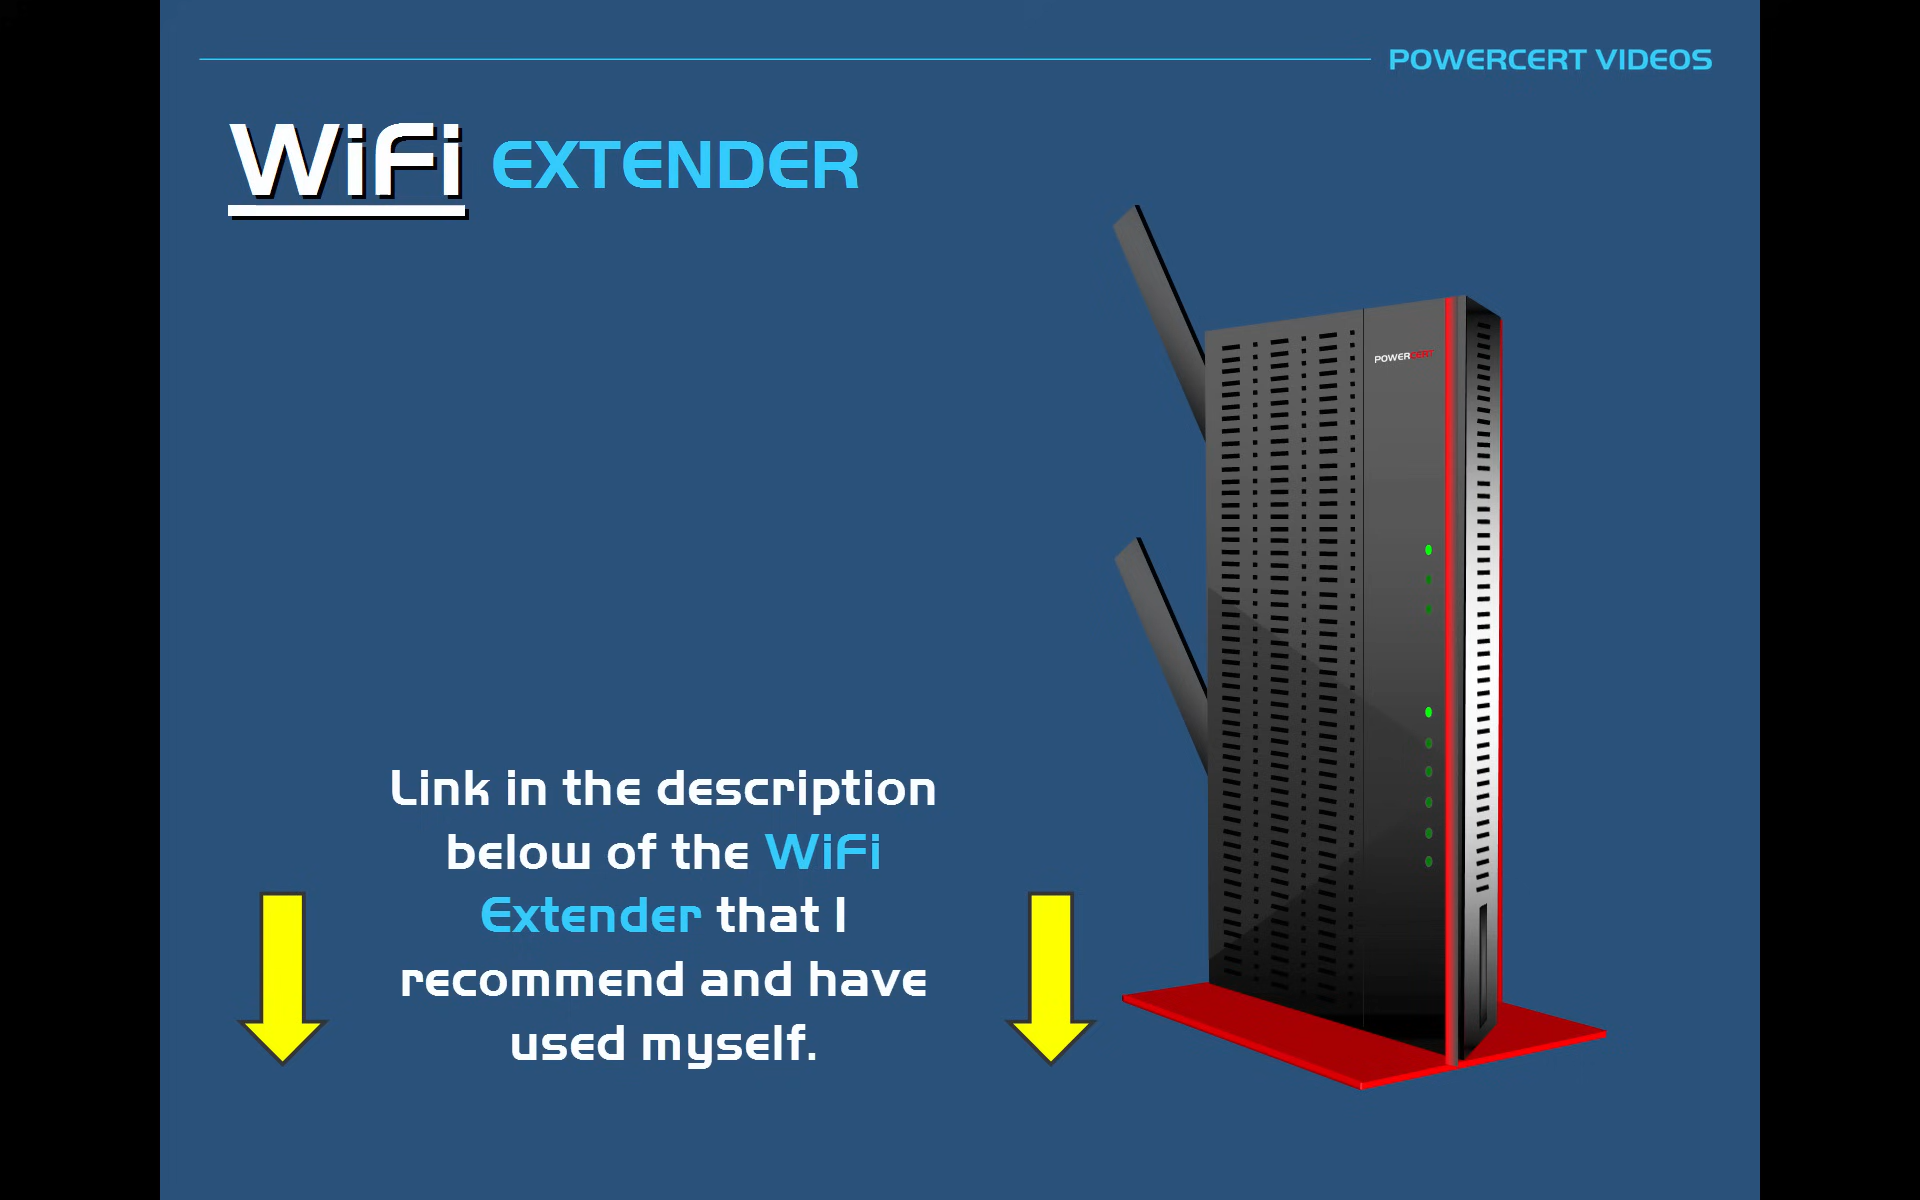 POWERCERT VIDEOS
WiFi EXTENDER
POWERCERT
Link in the description
below of the WiFi
Extender that I
recommend and have
used myself.